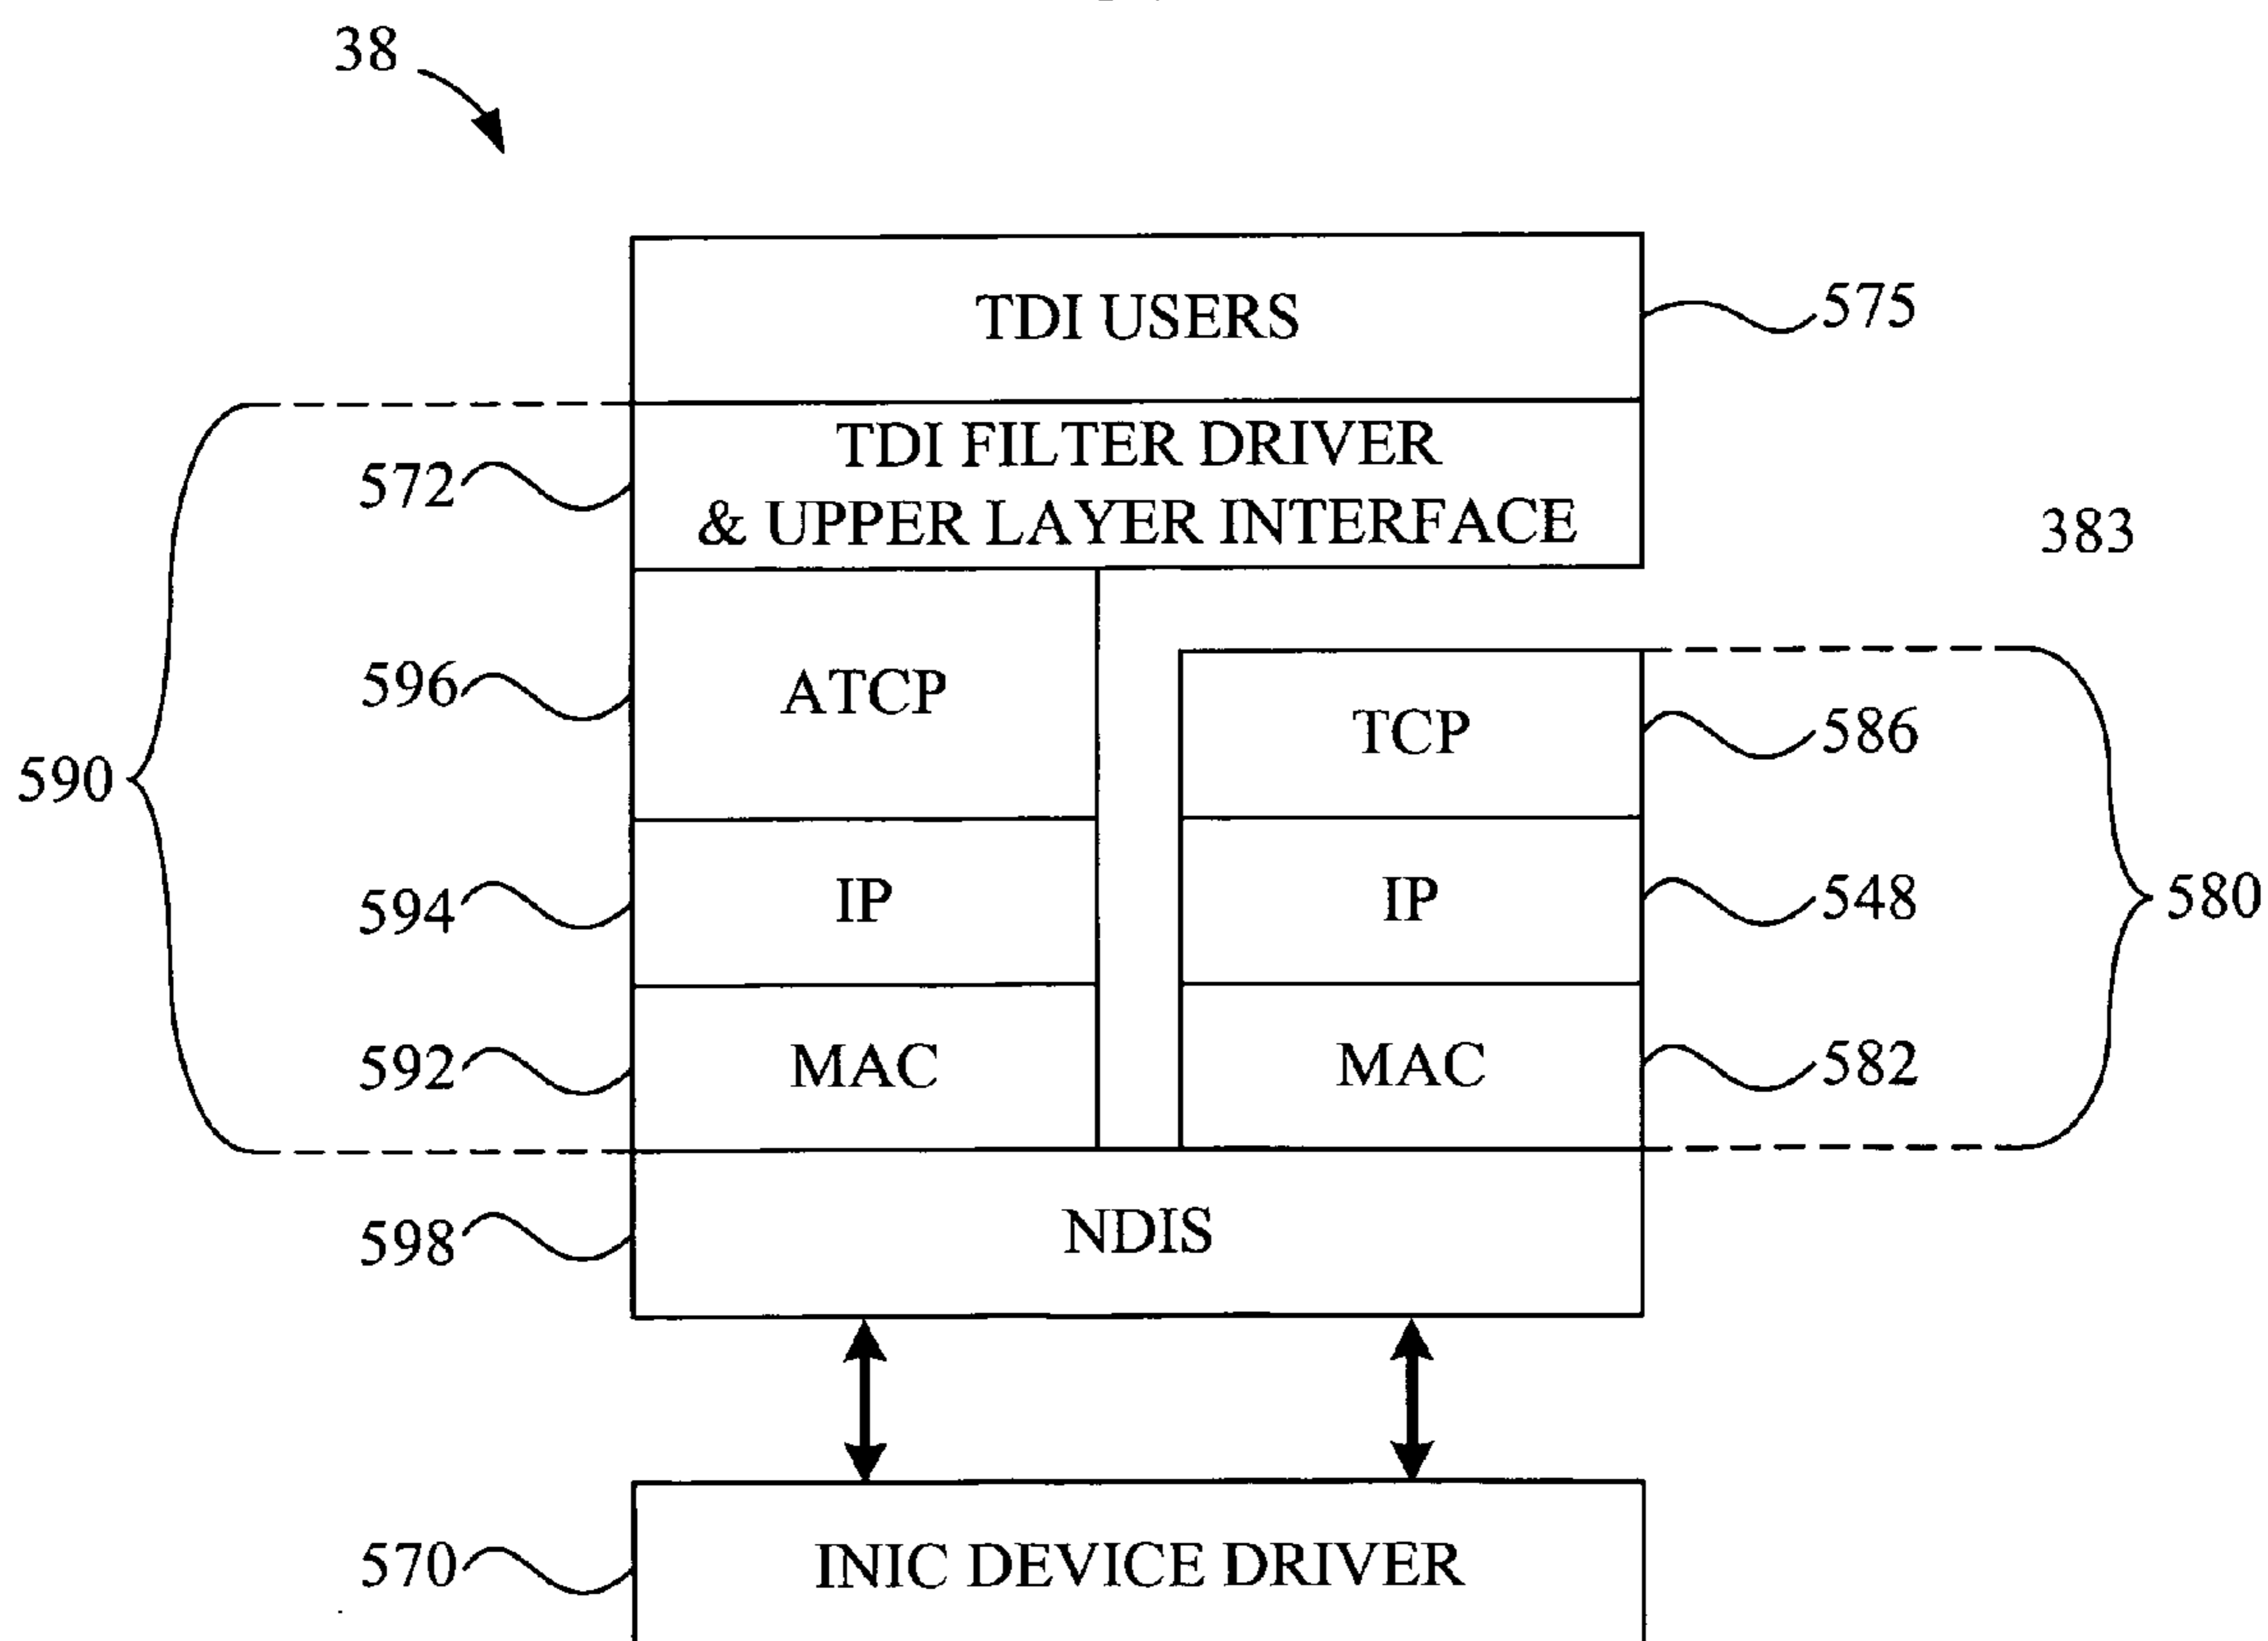 38
TDI USERS
575
TDI FILTER DRIVER
& UPPER LAYER INTERFACE
572
383
596
ATCP
TCP
586
590
594
IP
IP
548
580
592
MAC
MAC
582
598
NDIS
570
INIC DEVICE DRIVER